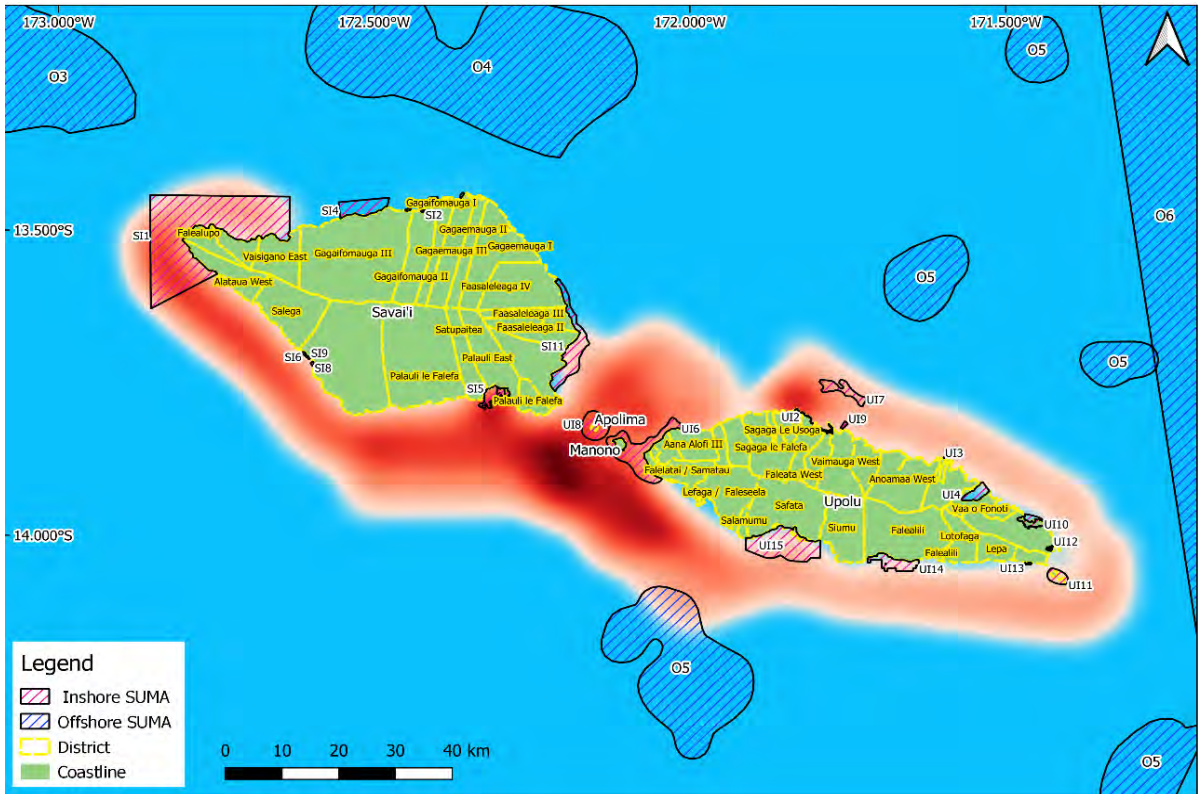 173.000°W
172.500°W
172.000°W
171.500°W
O3
O4
O5
O6
13.500°S
14.000°S
SI1
SI4
Gagaifomauga I
SI2
Falealupo
Vaisigano East
Gagaifomauga III
Gagaemauga II
Gagaemauga III
Gagaemauga I
Alataua West
Gagaifomauga II
Faasaleleaga IV
O5
Salega
Savai'i
Faasaleleaga III
Satupaitea
Faasaleleaga II
SI11
SI6
SI9
SI8
Palauli East
O5
Palauli le Falefa
SI5
Palauli le Falefa
UI7
UI8
Apolima
UI6
UI2
UI9
Manono
Aana Alofi III
Sagaga Le Usoga
Sagaga le Falefa
UI3
Falelatai / Samatau
Faleata West
Vaimauga West
Anoamaa West
Lefaga / Faleseela
Safata
Upolu
UI4
Vaa o Fonoti
Salamumu
Siumu
Falealili
Lotofaga
UI10
UI15
Falealili
Lepa
UI12
UI14
UI13
UI11
O5
O5
Legend
Inshore SUMA
Offshore SUMA
District
Coastline
0 10 20 30 40 km